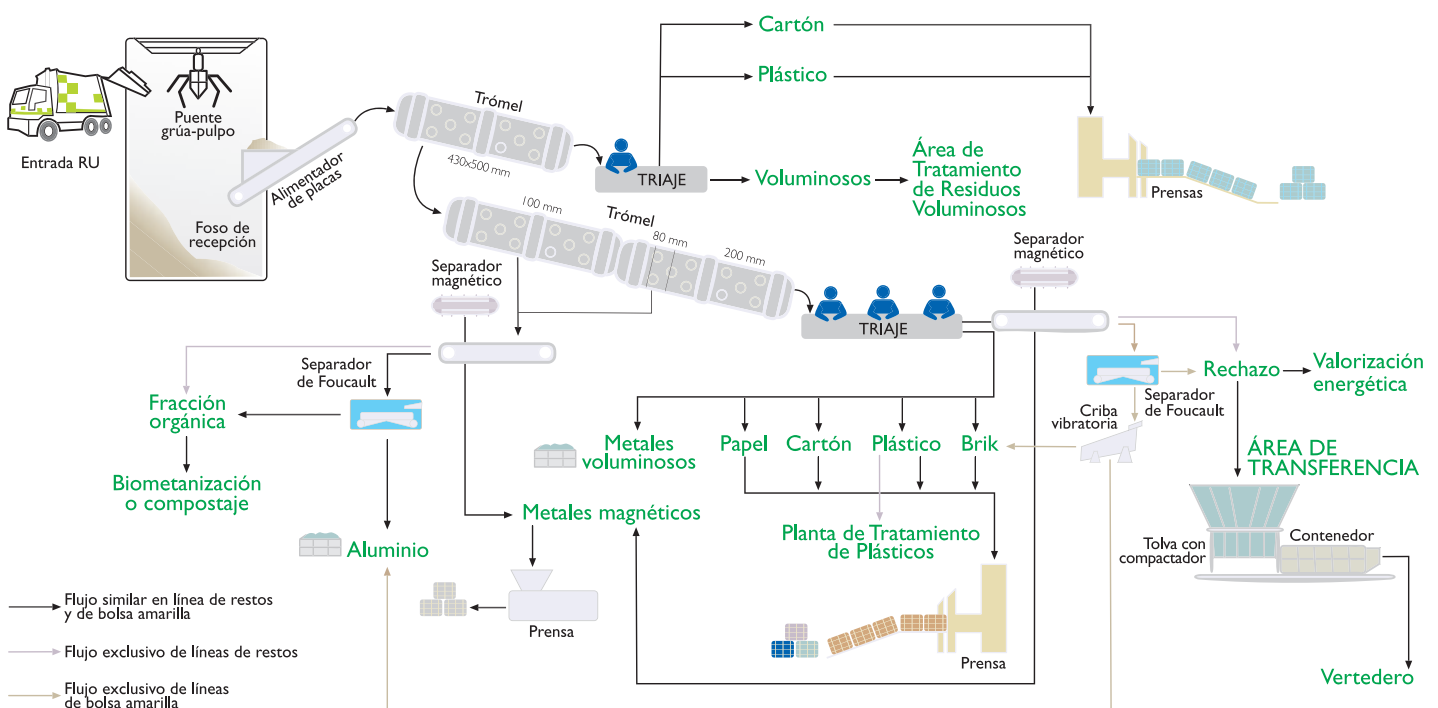 Entrada RU
Puente
grúa-pulpo
Foso de
recepción
Alimentador
de placas
Trómel
430x500 mm
TRIAJE
Cartón
Plástico
Voluminosos
Área de
Tratamiento
de Residuos
Voluminosos
Prensas
100 mm
Trómel
80 mm
200 mm
Separador
magnético
TRIAJE
Separador
magnético
Separador
de Foucault
Fracción
orgánica
Biometanización
o compostaje
Aluminio
Metales magnéticos
Prensa
Metales
voluminosos
Papel
Cartón
Plástico
Brik
Planta de Tratamiento
de Plásticos
Prensa
Criba
vibratoria
Separador
de Foucault
Rechazo
Valorización
energética
ÁREA DE
TRANSFERENCIA
Tolva con
compactador
Contenedor
Vertedero
Flujo similar en línea de restos
y de bolsa amarilla
Flujo exclusivo de líneas de restos
Flujo exclusivo de líneas
de bolsa amarilla